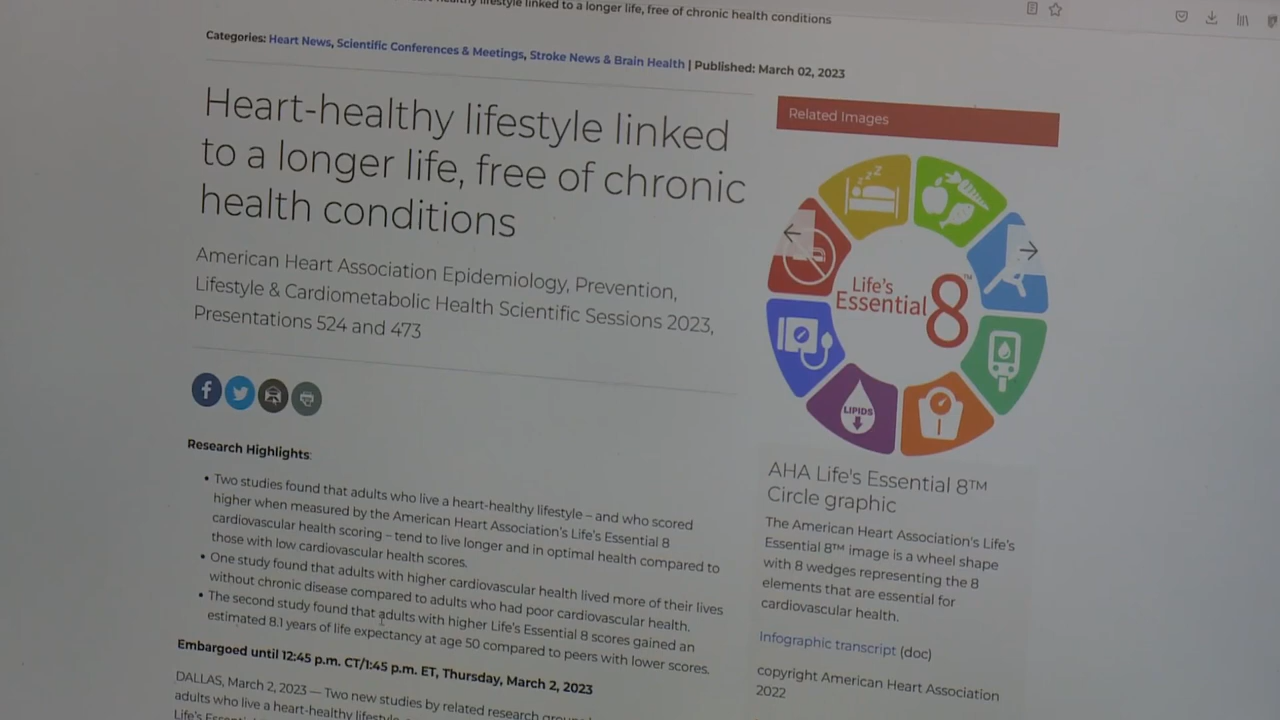 healthy lifestyle linked to a longer life, free of chronic health conditions
Categories: Heart News, Scientific Conferences & Meetings, Stroke News & Brain Health | Published: March 02, 2023
Heart-healthy lifestyle linked
to a longer life, free of chronic
health conditions
American Heart Association Epidemiology, Prevention,
Lifestyle & Cardiometabolic Health Scientific Sessions 2023,
Presentations 524 and 473
Research Highlights:
• Two studies found that adults who live a heart-healthy lifestyle – and who scored
higher when measured by the American Heart Association's Life's Essential 8
cardiovascular health scoring – tend to live longer and in optimal health compared to
those with low cardiovascular health scores.
• One study found that adults with higher cardiovascular health lived more of their lives
without chronic disease compared to adults who had poor cardiovascular health.
• The second study found that adults with higher Life's Essential 8 scores gained an
estimated 8.1 years of life expectancy at age 50 compared to peers with lower scores.
Embargoed until 12:45 p.m. CT/1:45 p.m. ET, Thursday, March 2, 2023
DALLAS, March 2, 2023 — Two new studies by related research
adults who live a heart-healthy
Life's
Related Images
zzz
Life's
Essential 8™
LIPIDS
AHA Life's Essential 8™
Circle graphic
The American Heart Association's Life's
Essential 8™ image is a wheel shape
with 8 wedges representing the 8
elements that are essential for
cardiovascular health.
Infographic transcript (doc)
copyright American Heart Association
2022